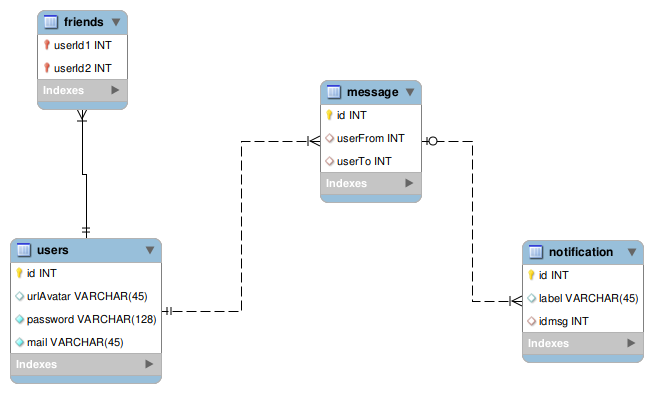 friends
userId1 INT
userId2 INT
Indexes
message
id INT
userFrom INT
userTo INT
Indexes
users
id INT
urlAvatar VARCHAR(45)
password VARCHAR(128)
mail VARCHAR(45)
Indexes
notification
id INT
label VARCHAR(45)
idmsg INT
Indexes